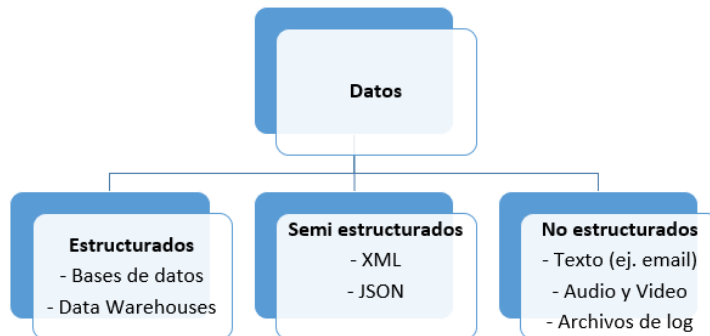 Datos
Estructurados
- Bases de datos
- Data Warehouses
Semi estructurados
- XML
- JSON
No estructurados
- Texto (ej. email)
- Audio y Video
- Archivos de log